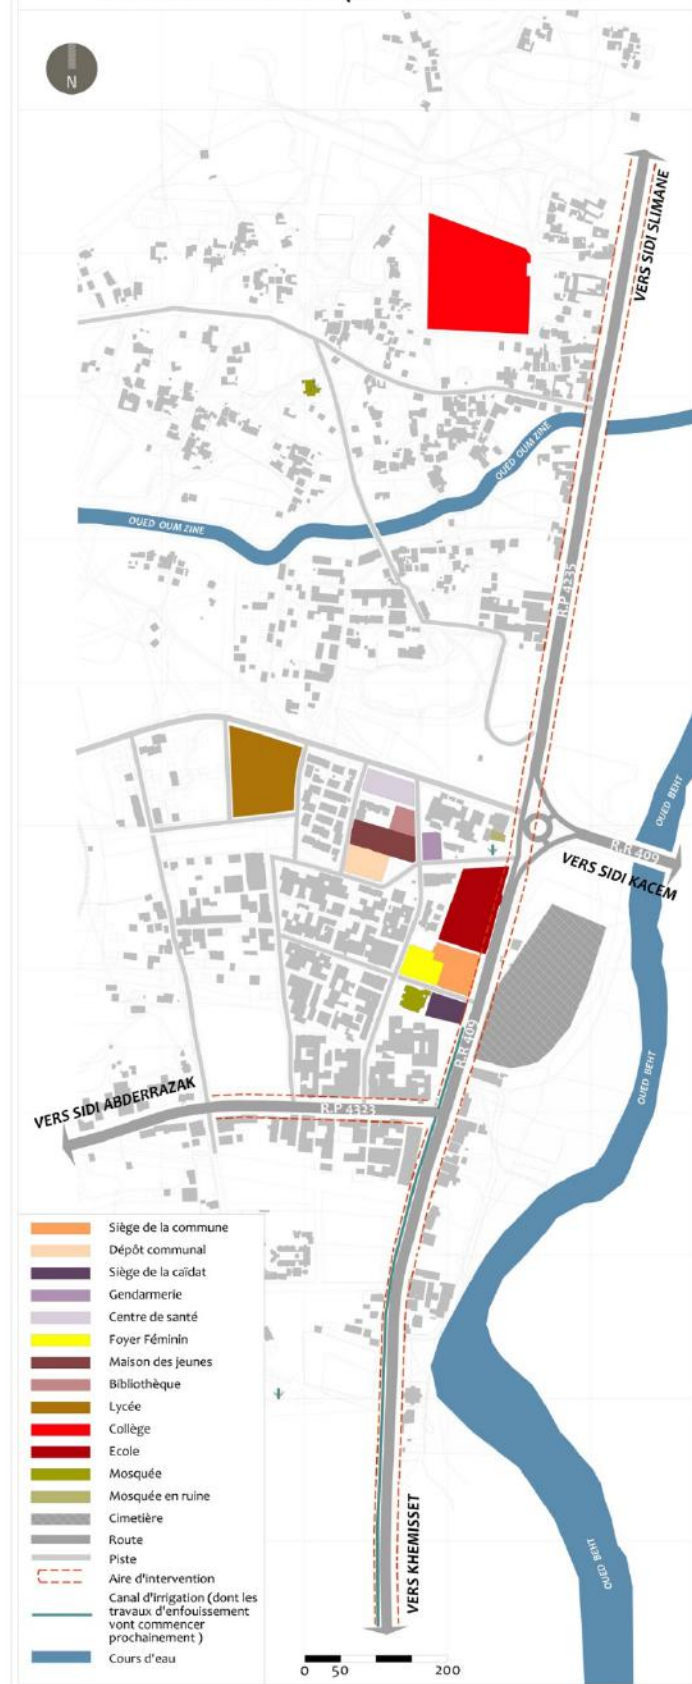 N
VERS SIDI SLIMANE
OUED OUM ZINE
OUED OUM ZINE
R.P 4235
OUED BEHT
R.R 409
VERS SIDI KACEM
R.R 409
OUED BEHT
VERS SIDI ABDERRAZAK
R.P 4323
VERS KHEMISSET
OUED BEHT
Siège de la commune
Dépôt communal
Siège de la caïdat
Gendarmerie
Centre de santé
Foyer Féminin
Maison des jeunes
Bibliothèque
Lycée
Collège
Ecole
Mosquée
Mosquée en ruine
Cimetière
Route
Piste
Aire d'intervention
Canal d'irrigation (dont les
travaux d'enfouissement
vont commencer
prochainement )
Cours d'eau
0 50 200